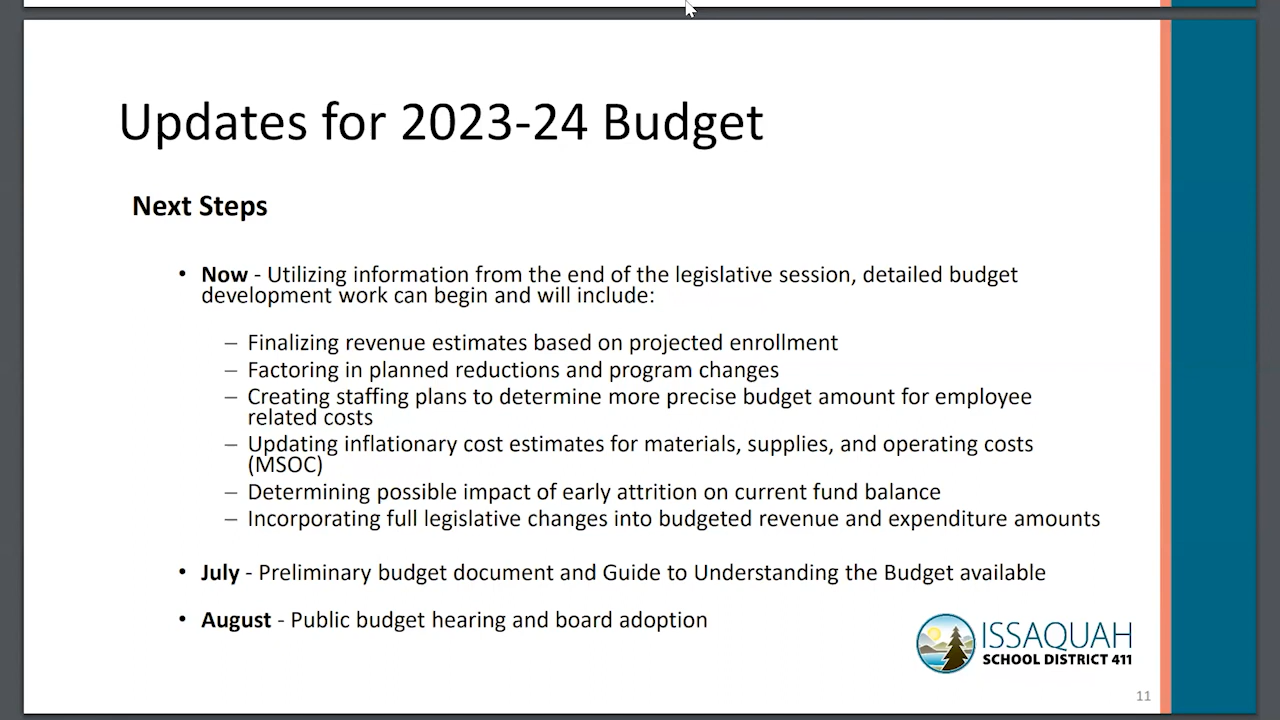 Updates for 2023-24 Budget
Next Steps
• Now - Utilizing information from the end of the legislative session, detailed budget
development work can begin and will include:
– Finalizing revenue estimates based on projected enrollment
– Factoring in planned reductions and program changes
– Creating staffing plans to determine more precise budget amount for employee
related costs
– Updating inflationary cost estimates for materials, supplies, and operating costs
(MSOC)
– Determining possible impact of early attrition on current fund balance
– Incorporating full legislative changes into budgeted revenue and expenditure amounts
• July - Preliminary budget document and Guide to Understanding the Budget available
• August - Public budget hearing and board adoption
ISSAQUAH
SCHOOL DISTRICT 411
11